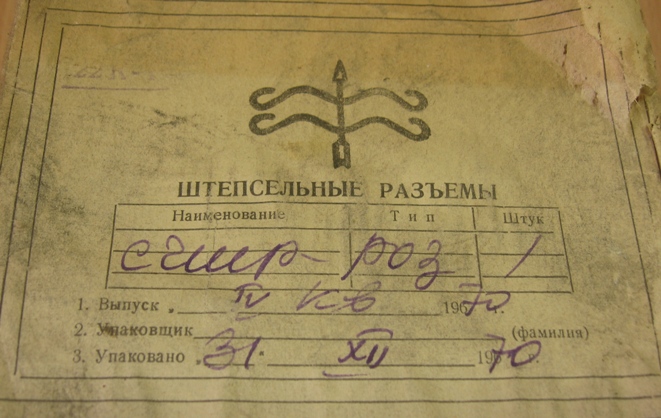 ШТЕПСЕЛЬНЫЕ РАЗЪЕМЫ
Наименование Тип Штук
роз 1
1. Выпуск IV кв 1970 г.
2. Упаковщик (фамилия)
3. Упаковано 31. XII 1970